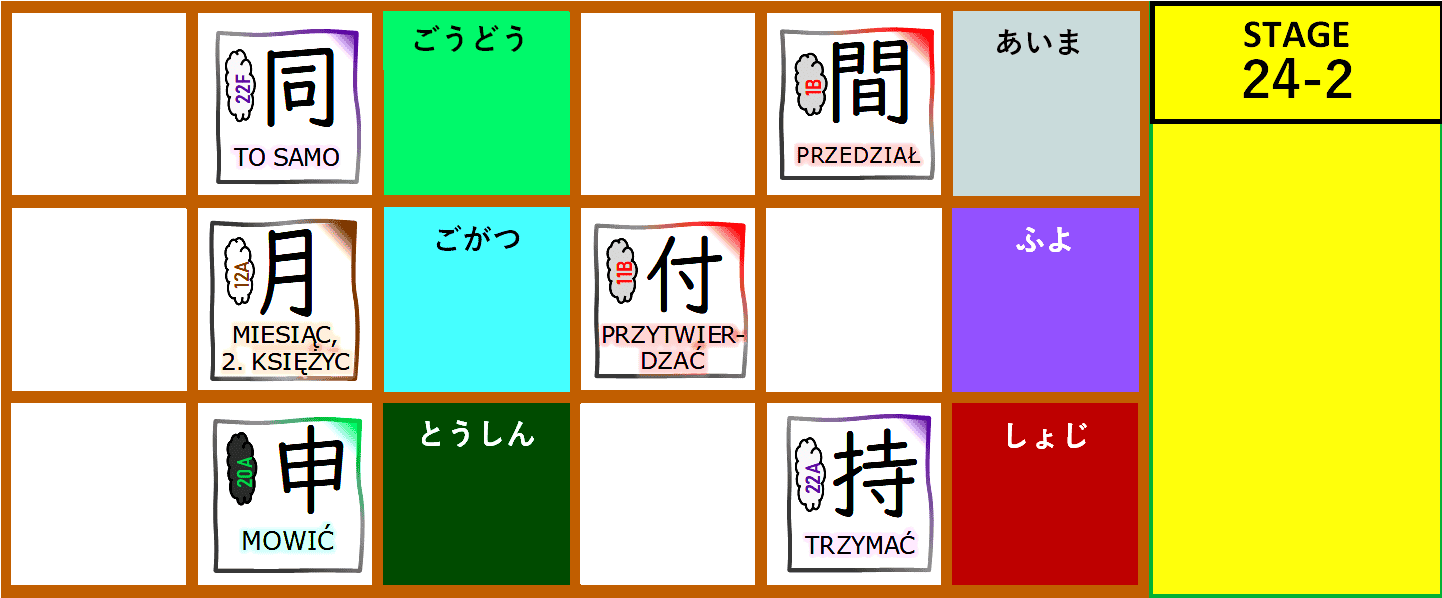 22F
同
TO SAMO
ごうどう
1B
間
PRZEDZIAŁ
あいま
STAGE
24-2
12A
月
MIESIĄC,
2. KSIĘŻYC
ごがつ
11B
付
PRZYTWIER-
DZAĆ
ふよ
20A
申
MOWIĆ
とうしん
22A
持
TRZYMAĆ
しょじ